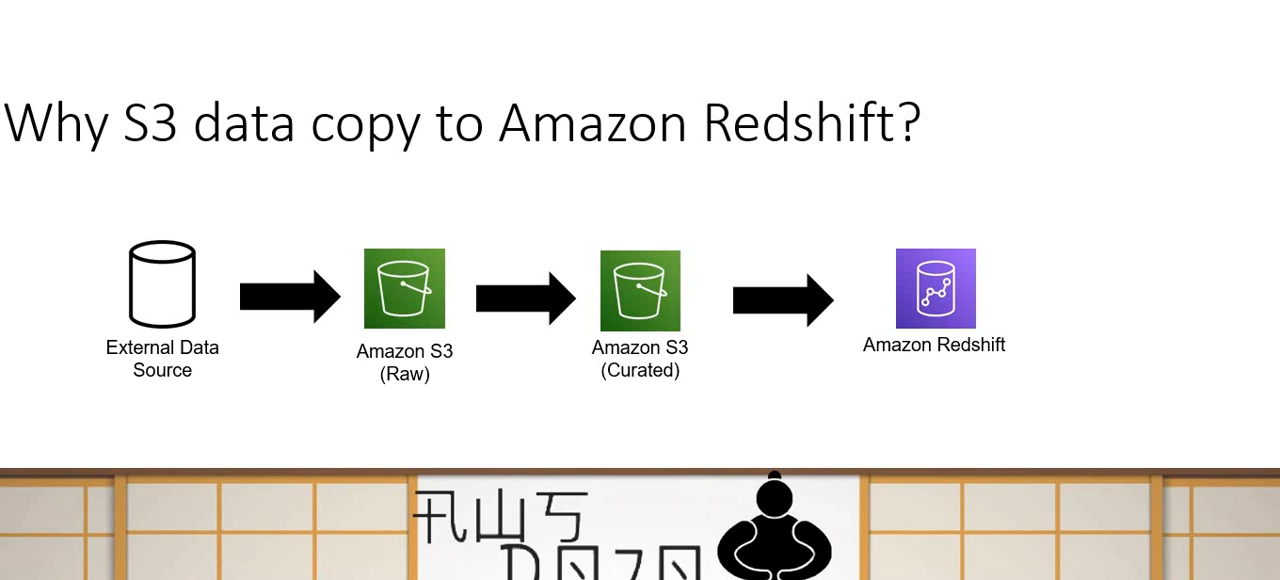 Why S3 data copy to Amazon Redshift?
External Data
Source
Amazon S3
(Raw)
Amazon S3
(Curated)
Amazon Redshift